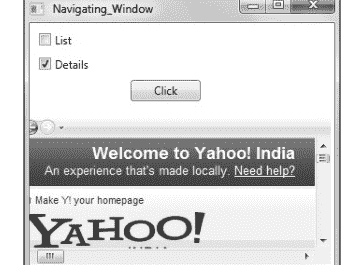 Navigating_Window
List
Details
Click
Welcome to Yahoo! India
An experience that's made locally. Need help?
Make Y! your homepage
YAHOO!